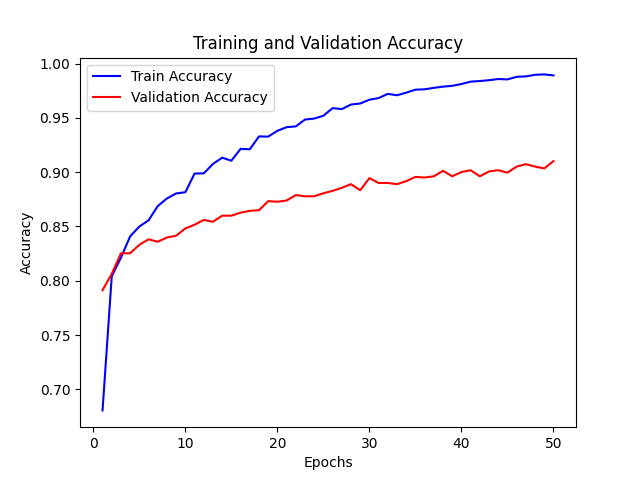 Training and Validation Accuracy
Train Accuracy
Validation Accuracy
Accuracy
1.00
0.95
0.90
0.85
0.80
0.75
0.70
0 10 20 30 40 50
Epochs